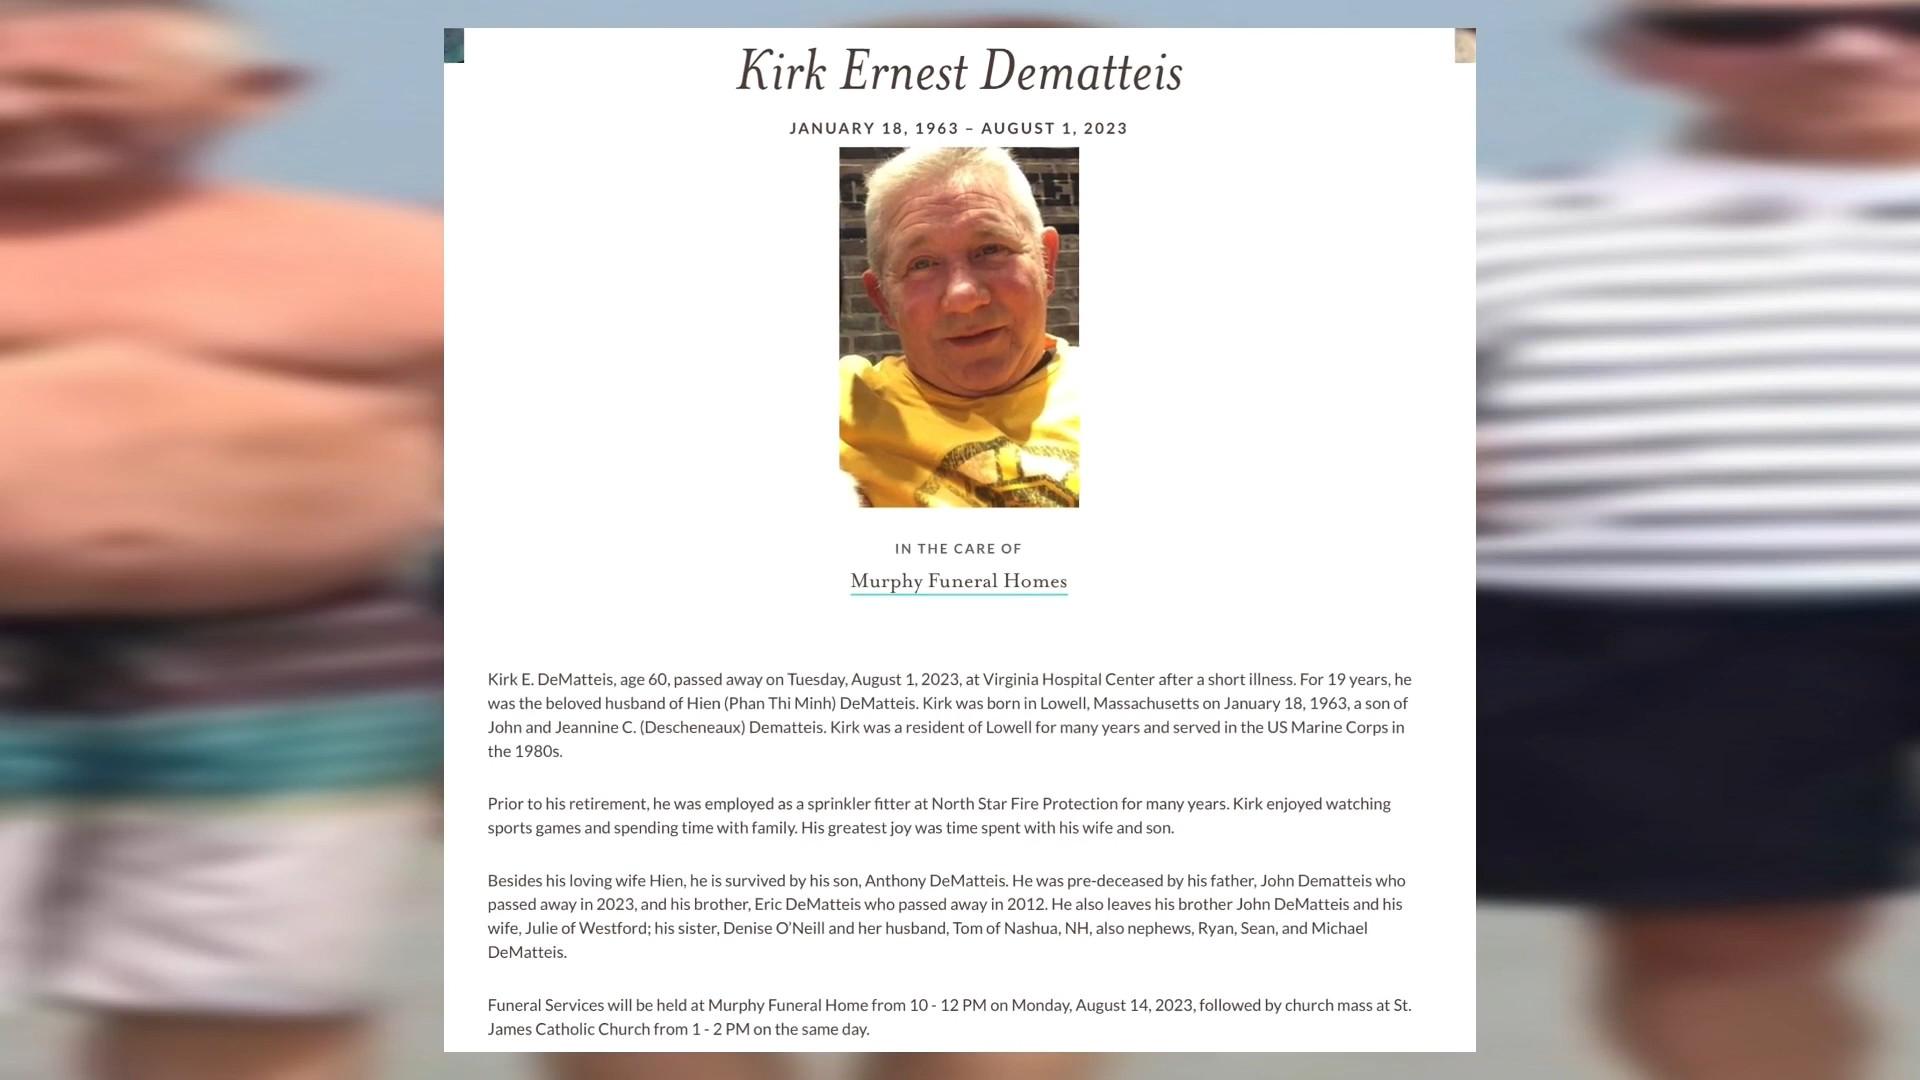 Kirk Ernest Dematteis
JANUARY 18, 1963 – AUGUST 1, 2023
IN THE CARE OF
Murphy Funeral Homes
Kirk E. DeMatteis, age 60, passed away on Tuesday, August 1, 2023, at Virginia Hospital Center after a short illness. For 19 years, he
was the beloved husband of Hien (Phan Thi Minh) DeMatteis. Kirk was born in Lowell, Massachusetts on January 18, 1963, a son of
John and Jeannine C. (Descheneaux) Dematteis. Kirk was a resident of Lowell for many years and served in the US Marine Corps in
the 1980s.
Prior to his retirement, he was employed as a sprinkler fitter at North Star Fire Protection for many years. Kirk enjoyed watching
sports games and spending time with family. His greatest joy was time spent with his wife and son.
Besides his loving wife Hien, he is survived by his son, Anthony DeMatteis. He was pre-deceased by his father, John Dematteis who
passed away in 2023, and his brother, Eric DeMatteis who passed away in 2012. He also leaves his brother John DeMatteis and his
wife, Julie of Westford; his sister, Denise O’Neill and her husband, Tom of Nashua, NH, also nephews, Ryan, Sean, and Michael
DeMatteis.
Funeral Services will be held at Murphy Funeral Home from 10 - 12 PM on Monday, August 14, 2023, followed by church mass at St.
James Catholic Church from 1 - 2 PM on the same day.